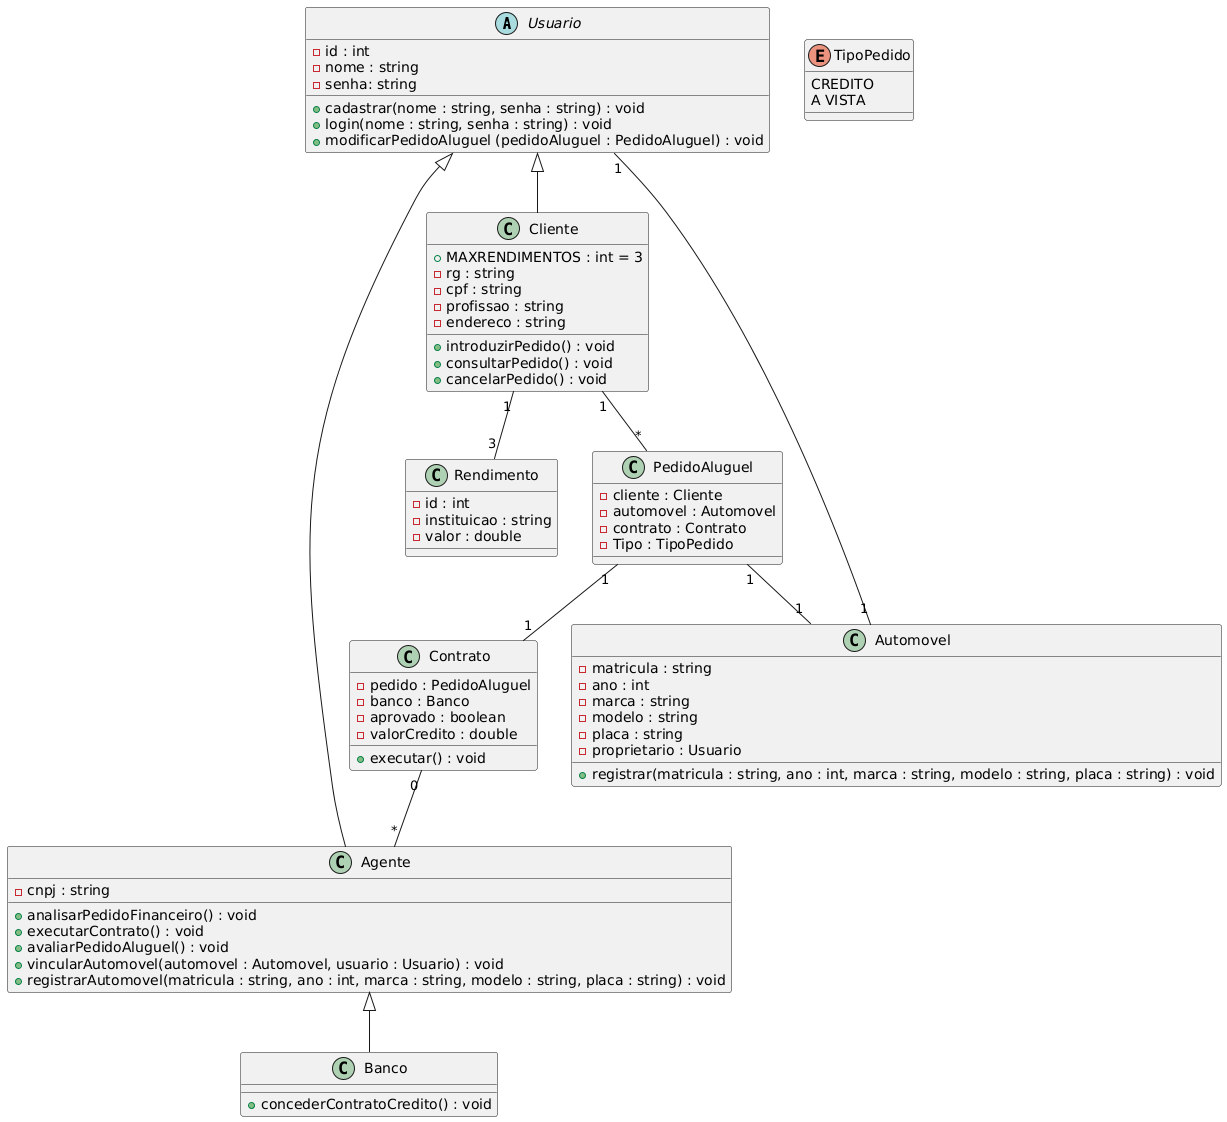 A Usuario
id : int
nome : string
senha: string
cadastrar(nome : string, senha : string) : void
login(nome : string, senha : string) : void
modificarPedidoAluguel (pedidoAluguel : PedidoAluguel) : void
E TipoPedido
CREDITO
A VISTA
1
C Cliente
MAXRENDIMENTOS : int = 3
rg : string
cpf : string
profissao : string
endereco : string
introduzirPedido() : void
consultarPedido() : void
cancelarPedido() : void
1
1
3
*
C Rendimento
id : int
instituicao : string
valor : double
C PedidoAluguel
cliente : Cliente
automovel : Automovel
contrato : Contrato
Tipo : TipoPedido
1
1
1
1
1
C Contrato
pedido : PedidoAluguel
banco : Banco
aprovado : boolean
valorCredito : double
executar() : void
C Automovel
matricula : string
ano : int
marca : string
modelo : string
placa : string
proprietario : Usuario
registrar(matricula : string, ano : int, marca : string, modelo : string, placa : string) : void
0
*
C Agente
cnpj : string
analisarPedidoFinanceiro() : void
executarContrato() : void
avaliarPedidoAluguel() : void
vincularAutomovel(automovel : Automovel, usuario : Usuario) : void
registrarAutomovel(matricula : string, ano : int, marca : string, modelo : string, placa : string) : void
C Banco
concederContratoCredito() : void